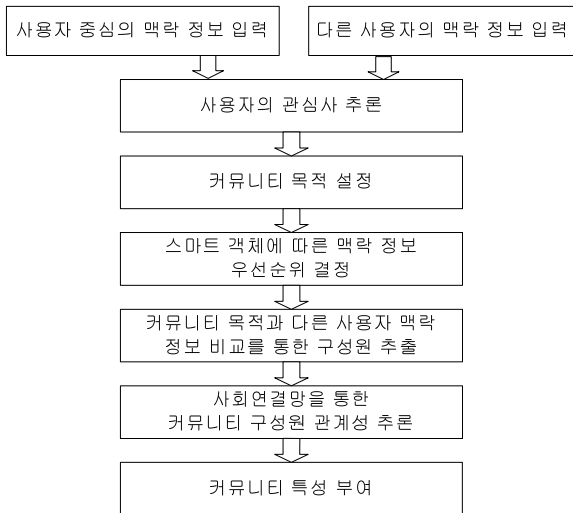 사용자 중심의 맥락 정보 입력
다른 사용자의 맥락 정보 입력
사용자의 관심사 추론
커뮤니티 목적 설정
스마트 객체에 따른 맥락 정보
우선순위 결정
커뮤니티 목적과 다른 사용자 맥락
정보 비교를 통한 구성원 추출
사회연결망을 통한
커뮤니티 구성원 관계성 추론
커뮤니티 특성 부여